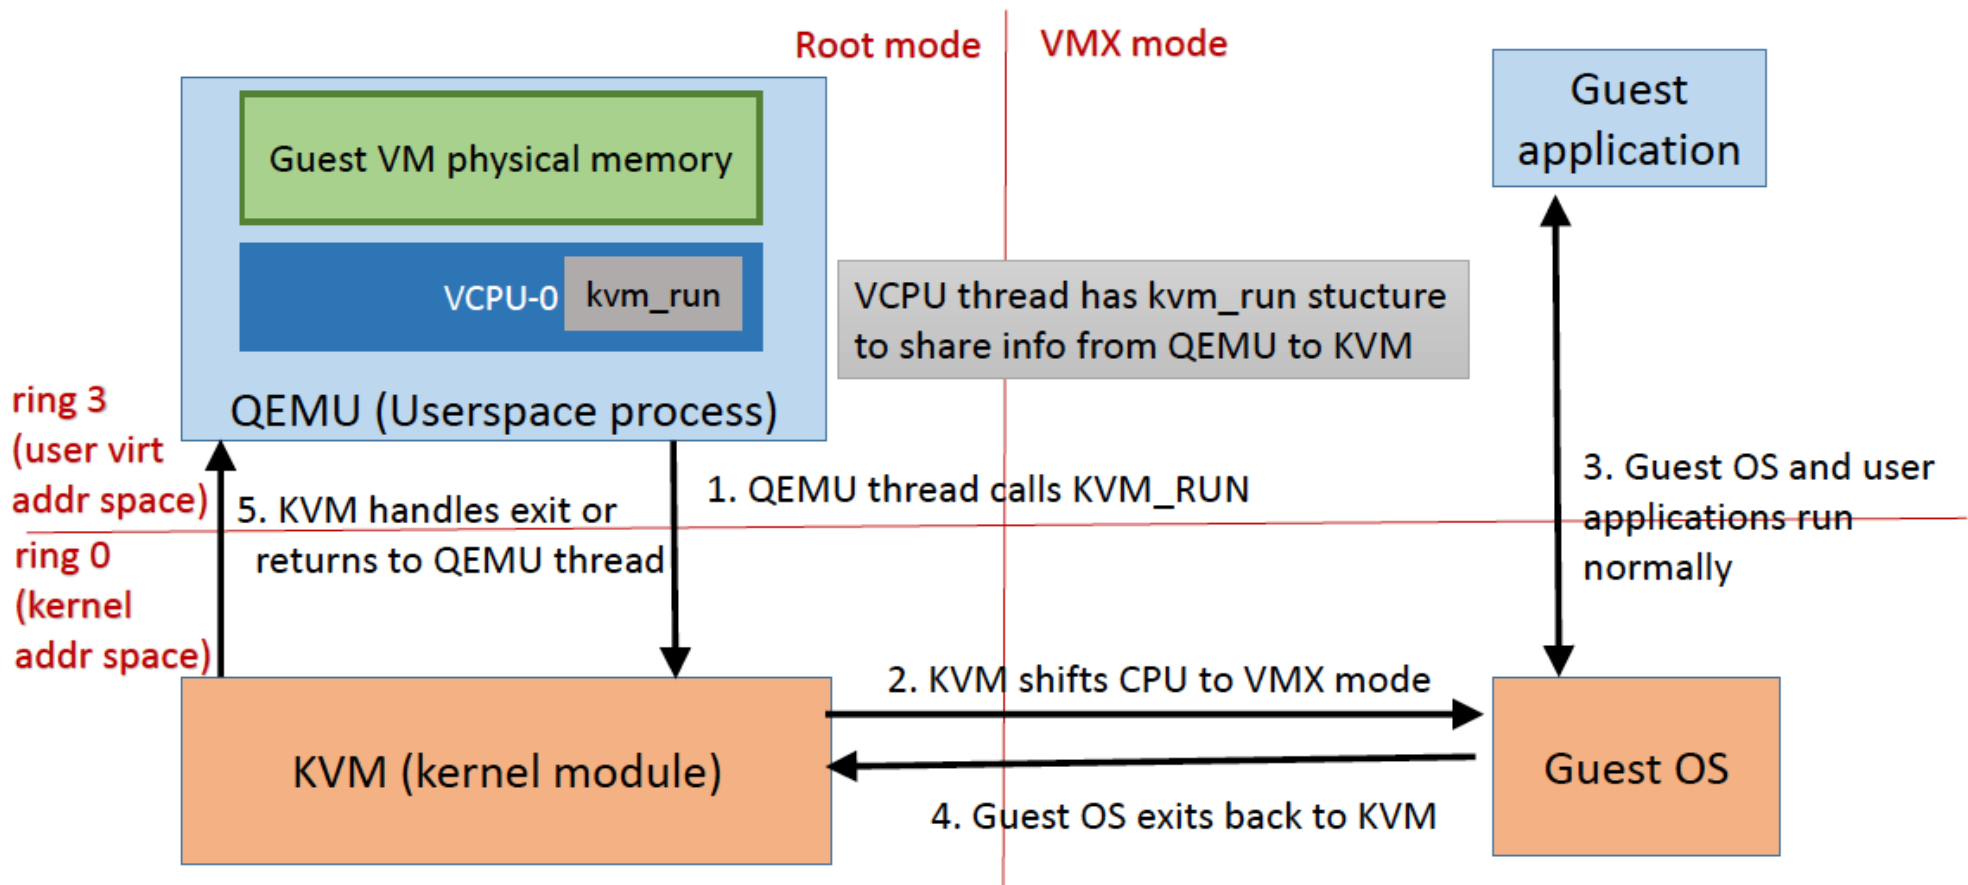 Root mode
VMX mode
Guest VM physical memory
VCPU-0
kvm_run
QEMU (Userspace process)
VCPU thread has kvm_run stucture
to share info from QEMU to KVM
Guest
application
ring 3
(user virt
addr space)
ring 0
(kernel
addr space)
5. KVM handles exit or
returns to QEMU thread
1. QEMU thread calls KVM_RUN
3. Guest OS and user
applications run
normally
2. KVM shifts CPU to VMX mode
4. Guest OS exits back to KVM
KVM (kernel module)
Guest OS